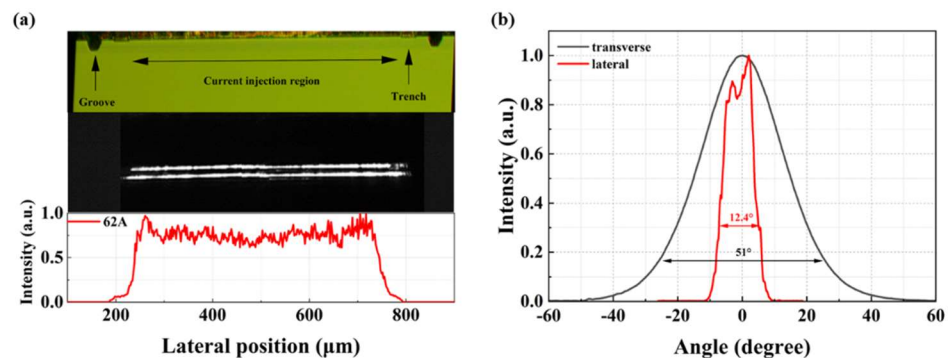 (a)
Current injection region
Groove
Trench
62A
Intensity (a.u.)
1.0
0.5
0.0
200
400
600
800
Lateral position (μm)
(b)
transverse
lateral
Intensity (a.u.)
1.0
0.8
0.6
0.4
0.2
0.0
12.4°
51°
-60
-40
-20
0
20
40
60
Angle (degree)